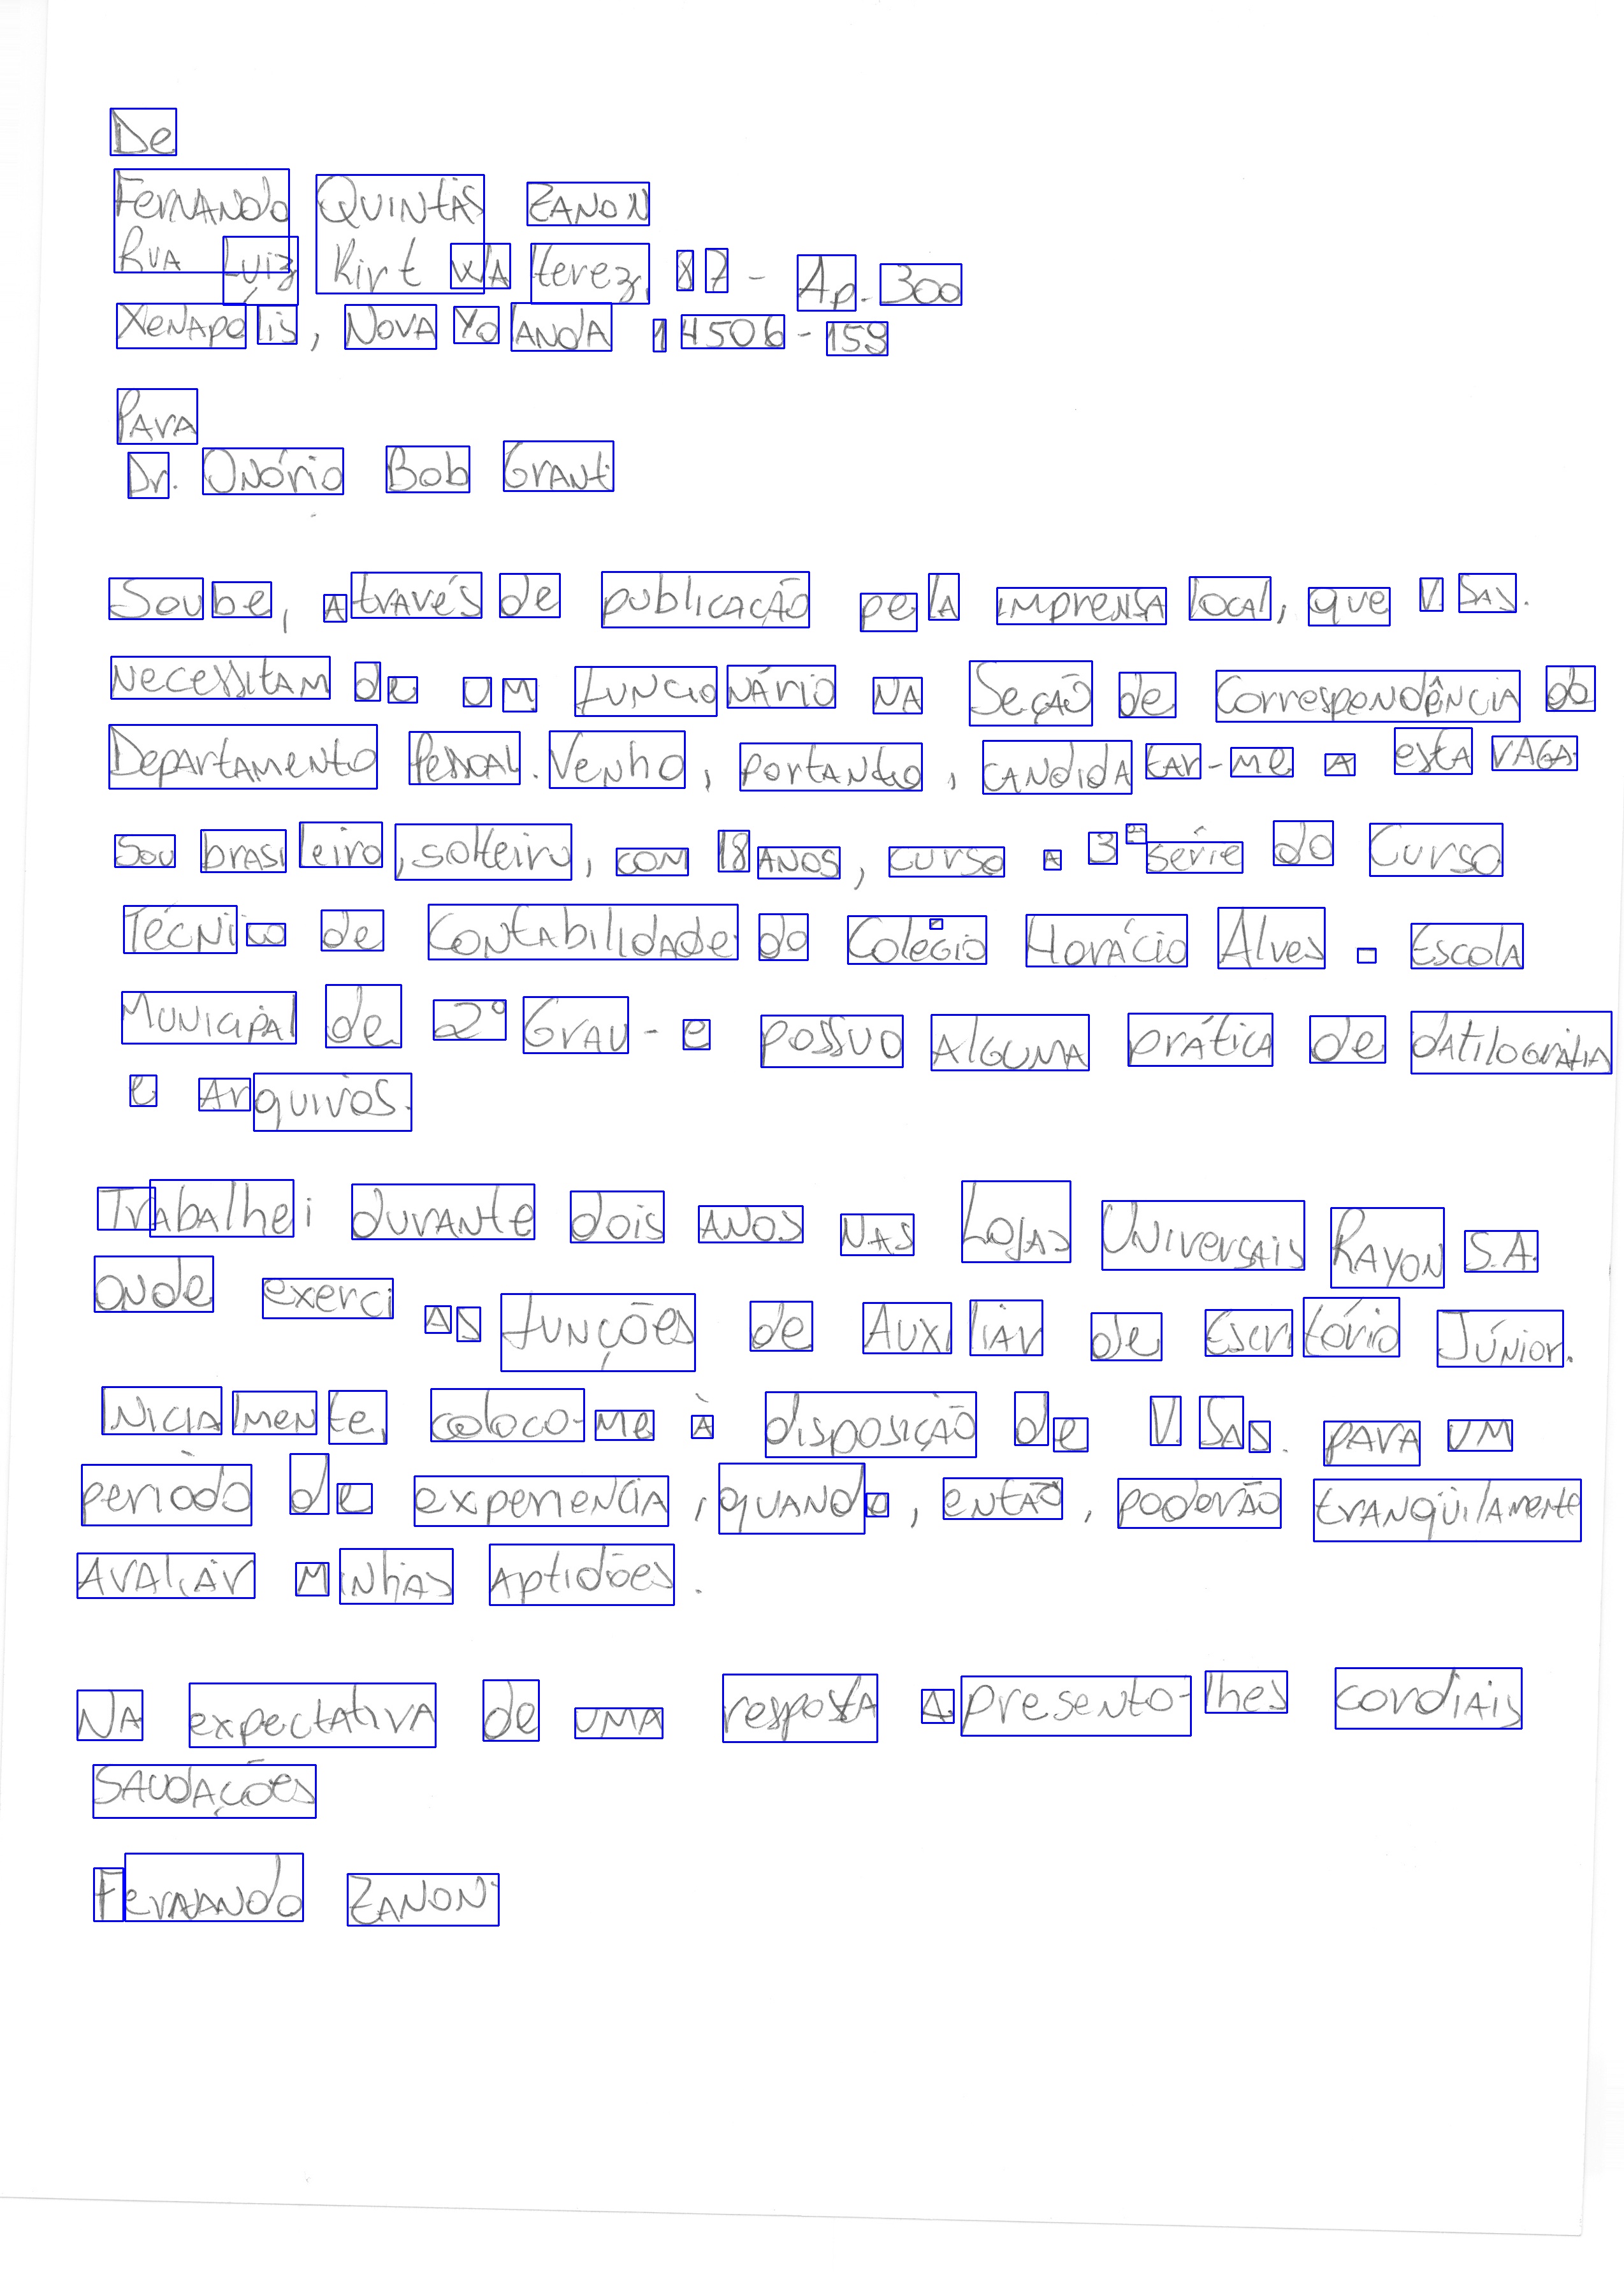 De
Fernando Quintas Zanon
Rua Luiz Kirt Walterez, 87 - Ap. 300
Xenapolis, Nova Yolanda 14506-159
Para
Dr. Onório Bob Grant
Soube, através de publicação pela imprensa local, que V. Sas.
necessitam de um funcionário na Seção de Correspondência do
Departamento Pessoal. Venho, portanto, candidatar-me a esta vaga.
Sou brasileiro, solteiro, com 18 anos, curso a 3ª série do Curso
Técnico de Contabilidade do Colégio Horácio Alves - Escola
Municipal de 2º Grau - e possuo alguma prática de datilografia
e arquivos.
Trabalhei durante dois anos nas Lojas Universais Rayon S.A.
onde exerci as funções de Auxiliar de Escritório Júnior.
Inicialmente, coloco-me à disposição de V. Sas. para um
período de experiencia, quando, então, poderão tranqüilamente
avaliar minhas aptidões.
Na expectativa de uma resposta apresento-lhes cordiais
saudações
Fernando Zanon